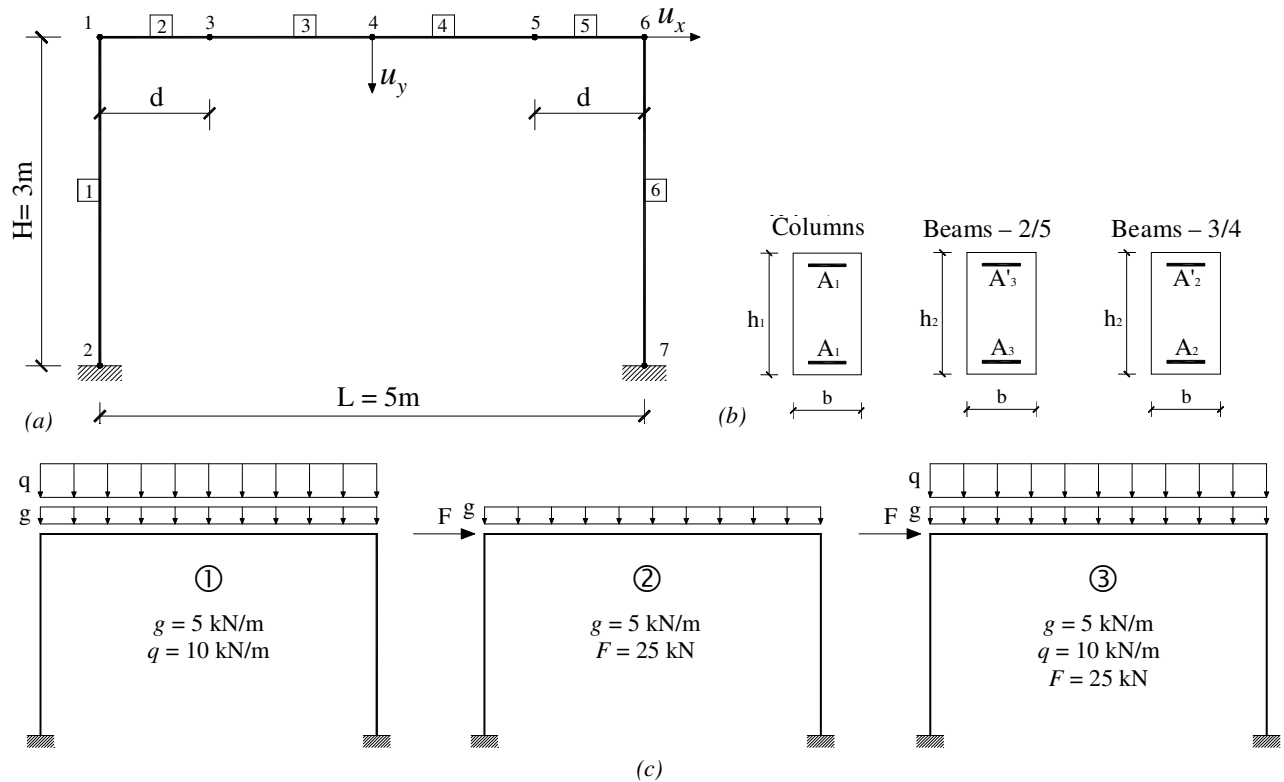 1 2 3 3 4 4 5 5 6 u_x
u_y
d d
H= 3m
1 6
2 7
L = 5m
(a)
Columns Beams – 2/5 Beams – 3/4
A₁ A'₃ A'₂
h₁ h₂ h₂
A₁ A₃ A₂
b b b
(b)
q
g
①
g = 5 kN/m
q = 10 kN/m
F g
②
g = 5 kN/m
F = 25 kN
q
F g
③
g = 5 kN/m
q = 10 kN/m
F = 25 kN
(c)